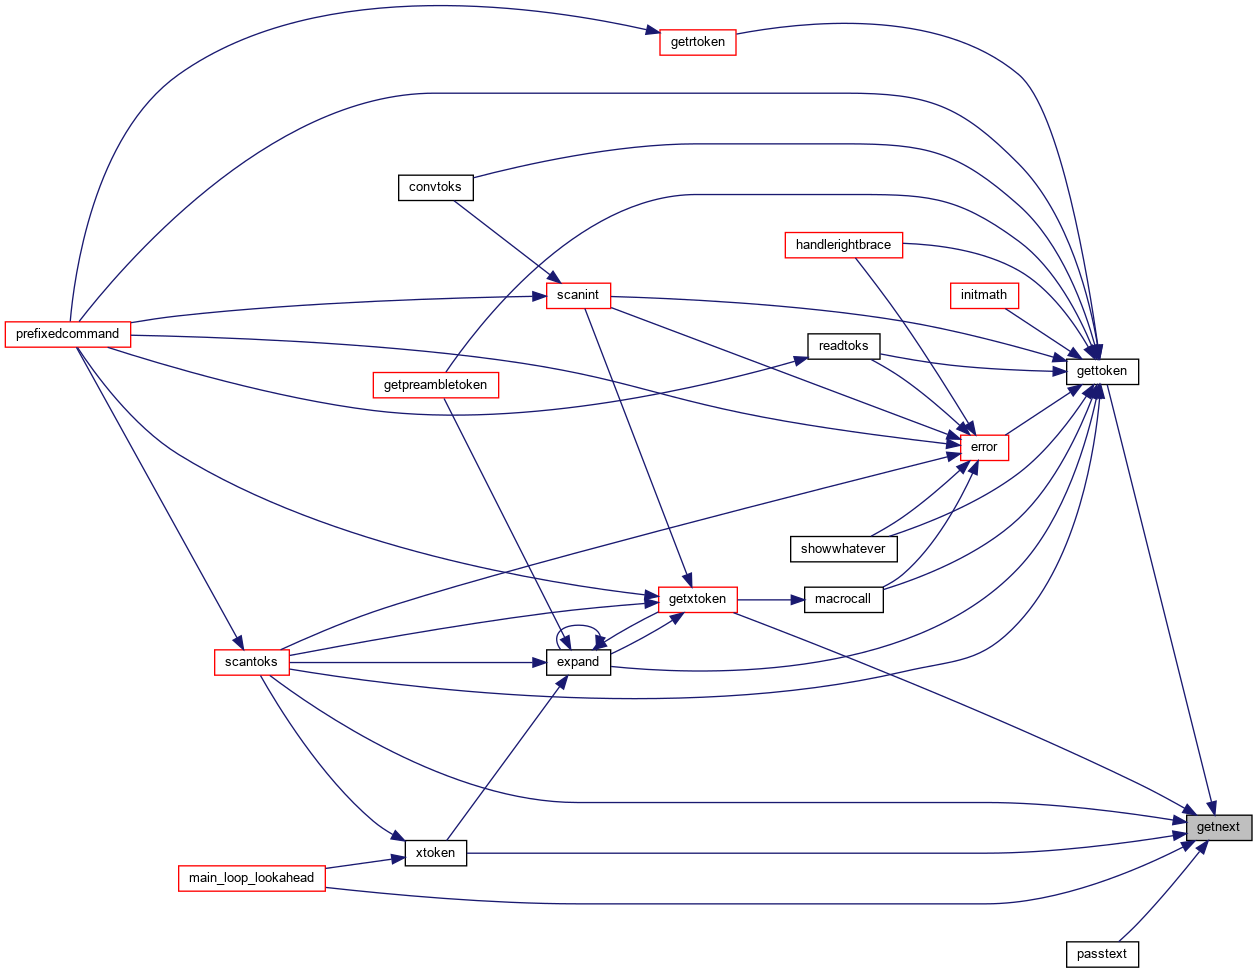 getrtoken
convtoks
handlerightbrace
scanint
initmath
prefixedcommand
readtoks
gettoken
getpreambletoken
error
showwhatever
getxtoken
macrocall
scantoks
expand
getnext
xtoken
main_loop_lookahead
passtext